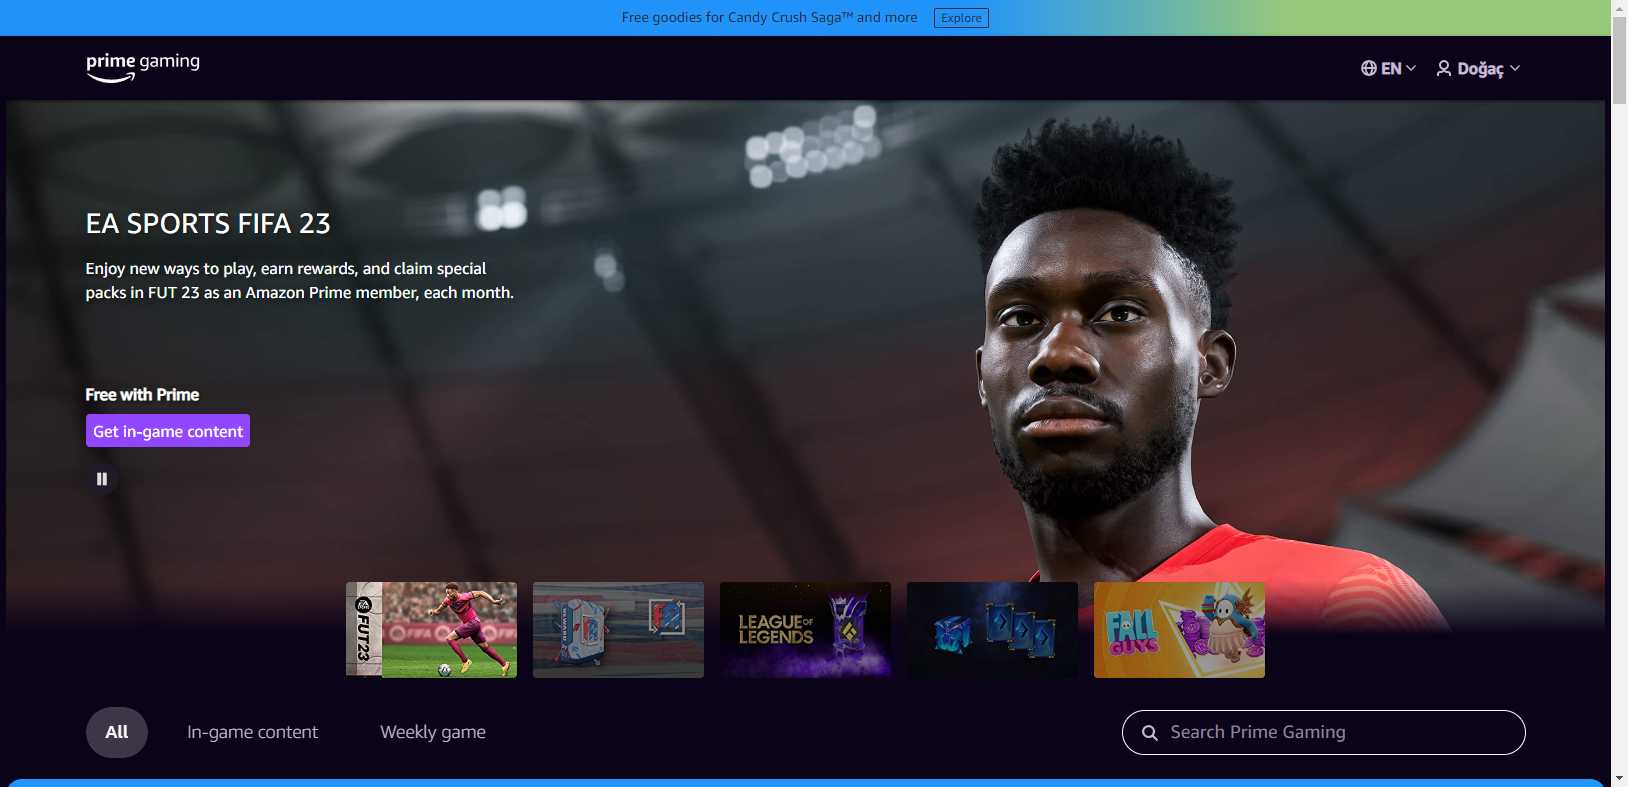 Free goodies for Candy Crush Saga™ and more
Explore
prime gaming
EN
Doğaç
EA SPORTS FIFA 23
Enjoy new ways to play, earn rewards, and claim special
packs in FUT 23 as an Amazon Prime member, each month.
Free with Prime
Get in-game content
FUT23
LEAGUE OF
LEGENDS
FALL
GUYS
All
In-game content
Weekly game
Search Prime Gaming